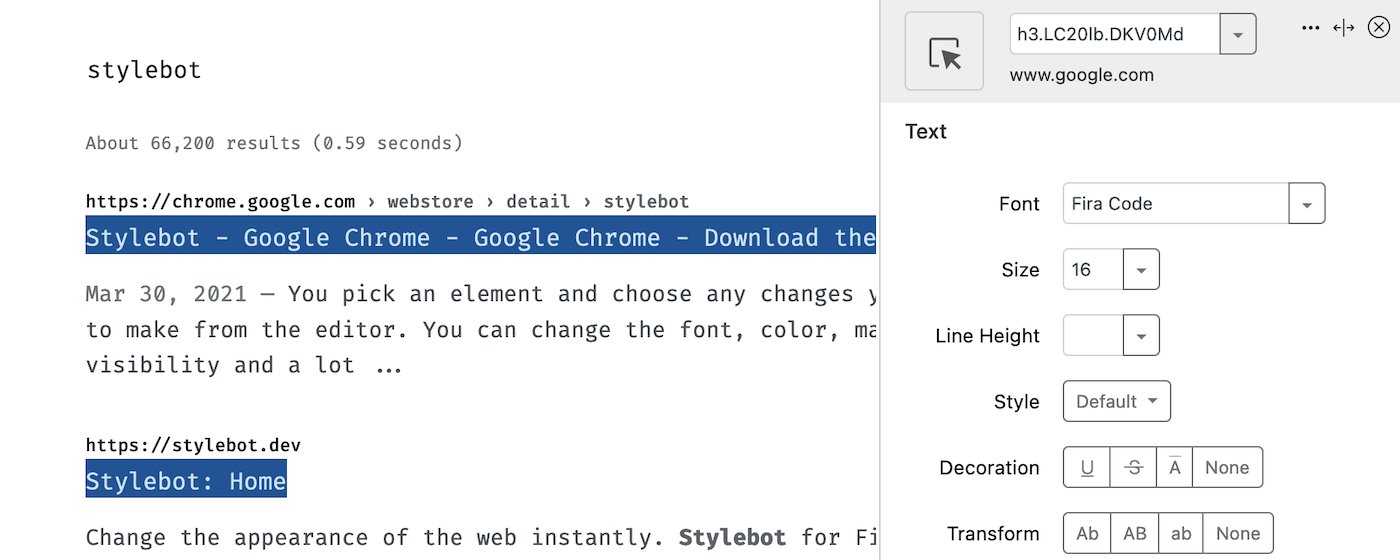 stylebot
About 66,200 results (0.59 seconds)
https://chrome.google.com › webstore › detail › stylebot
Stylebot - Google Chrome - Google Chrome - Download the
Mar 30, 2021 — You pick an element and choose any changes y
to make from the editor. You can change the font, color, ma
visibility and a lot ...
https://stylebot.dev
Stylebot: Home
Change the appearance of the web instantly. Stylebot for Fi
h3.LC20lb.DKV0Md
www.google.com
Text
Font Fira Code
Size 16
Line Height
Style Default
Decoration U S A None
Transform Ab AB ab None